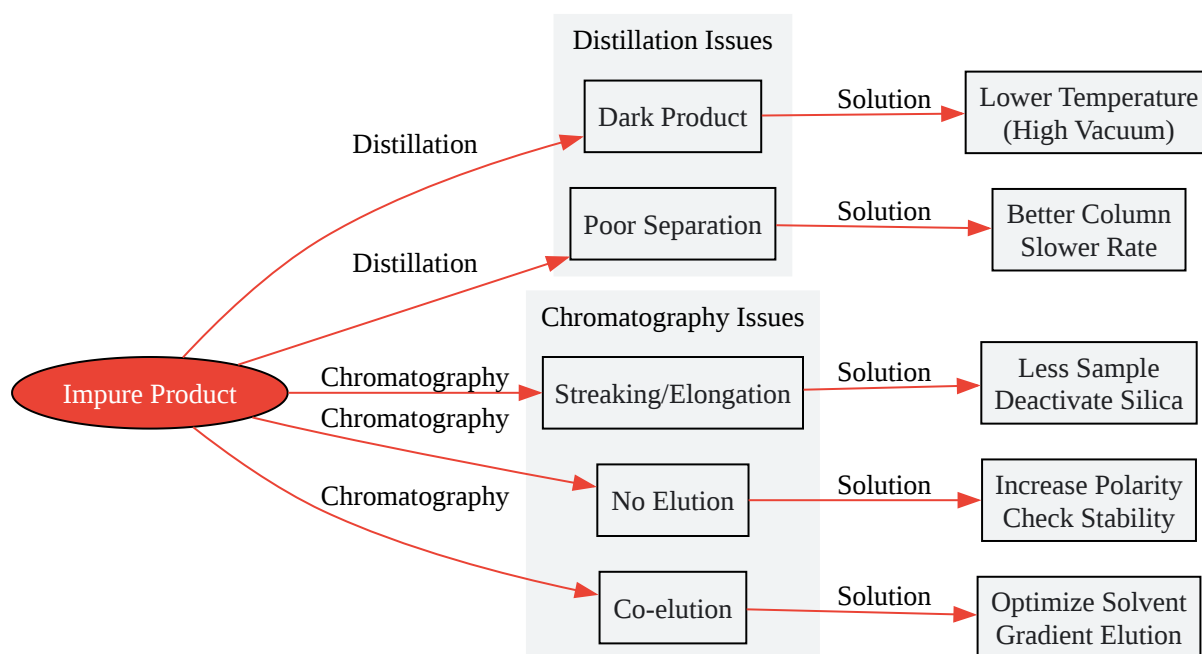 Distillation Issues
Dark Product
Solution
Lower Temperature
(High Vacuum)
Distillation
Poor Separation
Solution
Better Column
Slower Rate
Distillation
Chromatography Issues
Impure Product
Chromatography
Streaking/Elongation
Solution
Less Sample
Deactivate Silica
Chromatography
No Elution
Solution
Increase Polarity
Check Stability
Chromatography
Co-elution
Solution
Optimize Solvent
Gradient Elution